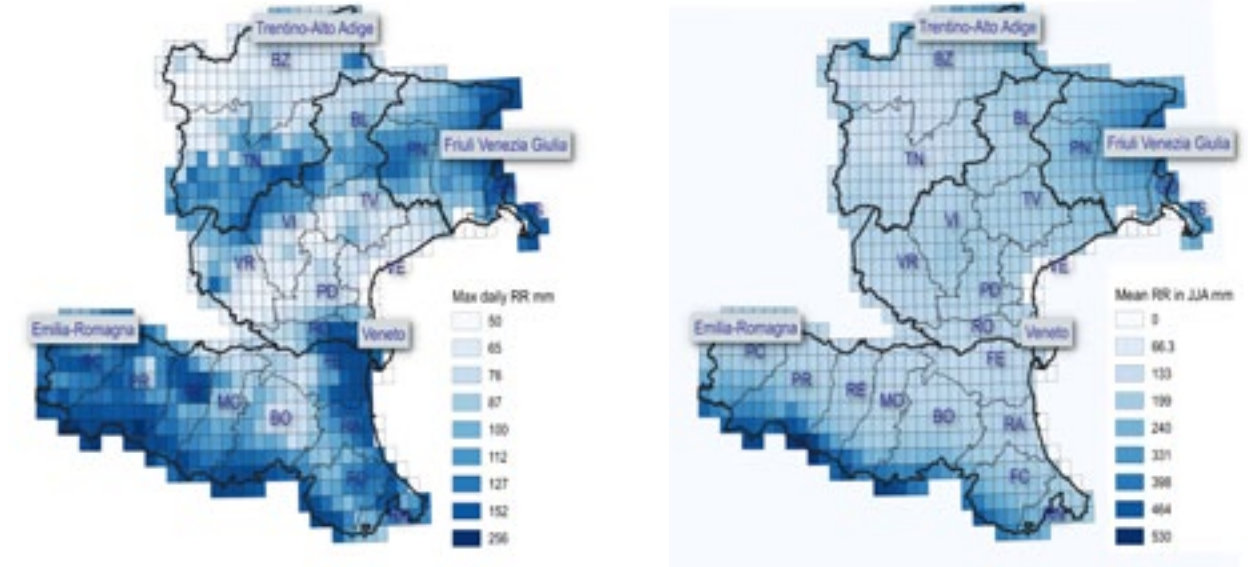 Trentino-Alto Adige
BZ
BL
PN
Friuli Venezia Giulia
TN
TV
VI
VR
VE
PD
Max daily RR mm
50
65
76
87
100
112
127
152
256
Emilia-Romagna
Veneto
PR
MO
BO
RA
FC
Trentino-Alto Adige
BZ
BL
PN
Friuli Venezia Giulia
TN
TV
VI
VR
VE
PD
RO
Mean RR in JJA mm
0
66.3
133
199
240
331
398
464
530
Emilia-Romagna
Veneto
PC
PR
RE
MO
BO
FE
RA
FC